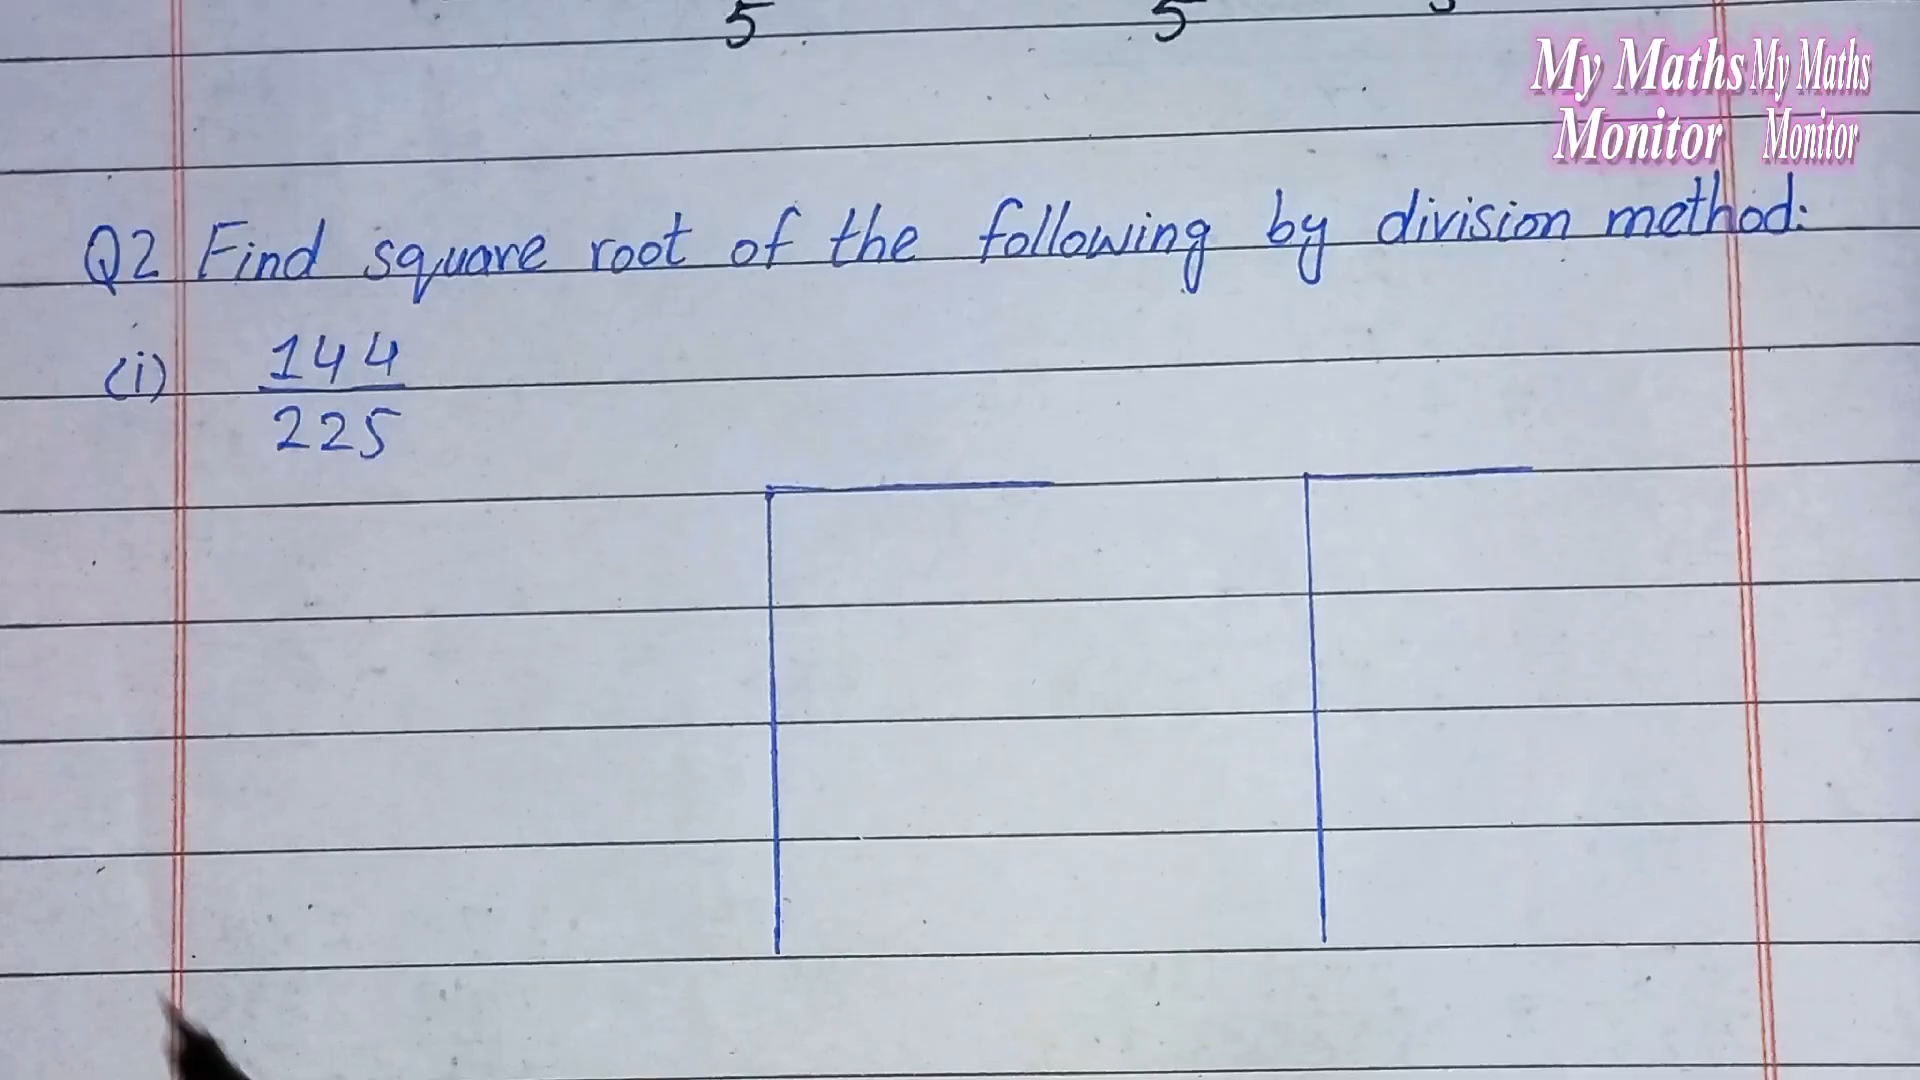 5 5
My Maths My Maths
Monitor Monitor
Q2 Find square root of the following by division method:
(i) 144
225